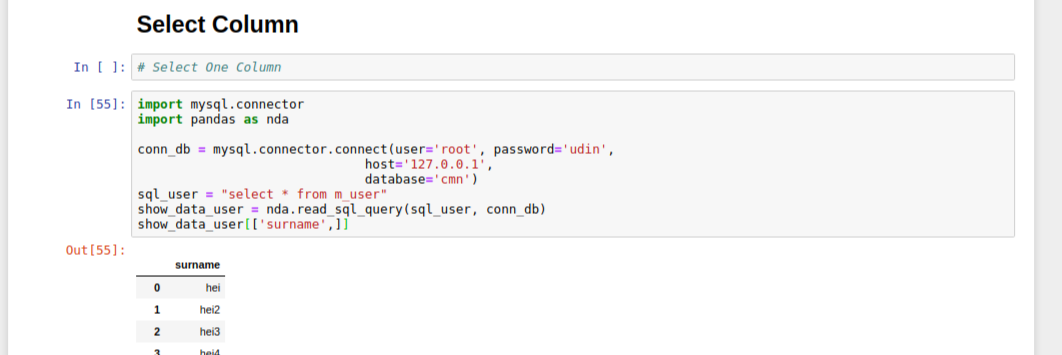 Select Column
In [ ]: # Select One Column
In [55]: import mysql.connector
import pandas as nda
conn_db = mysql.connector.connect(user='root', password='udin',
host='127.0.0.1',
database='cmn')
sql_user = "select * from m_user"
show_data_user = nda.read_sql_query(sql_user, conn_db)
show_data_user[['surname',]]
Out[55]:
surname
0 hei
1 hei2
2 hei3
3 hei4